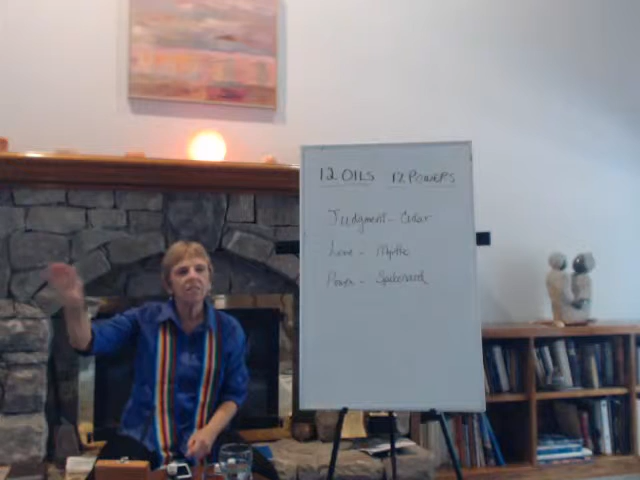 12 OILS 12 POWERS
Judgment - Cedar
Love - Myrtle
Power - Spikenard